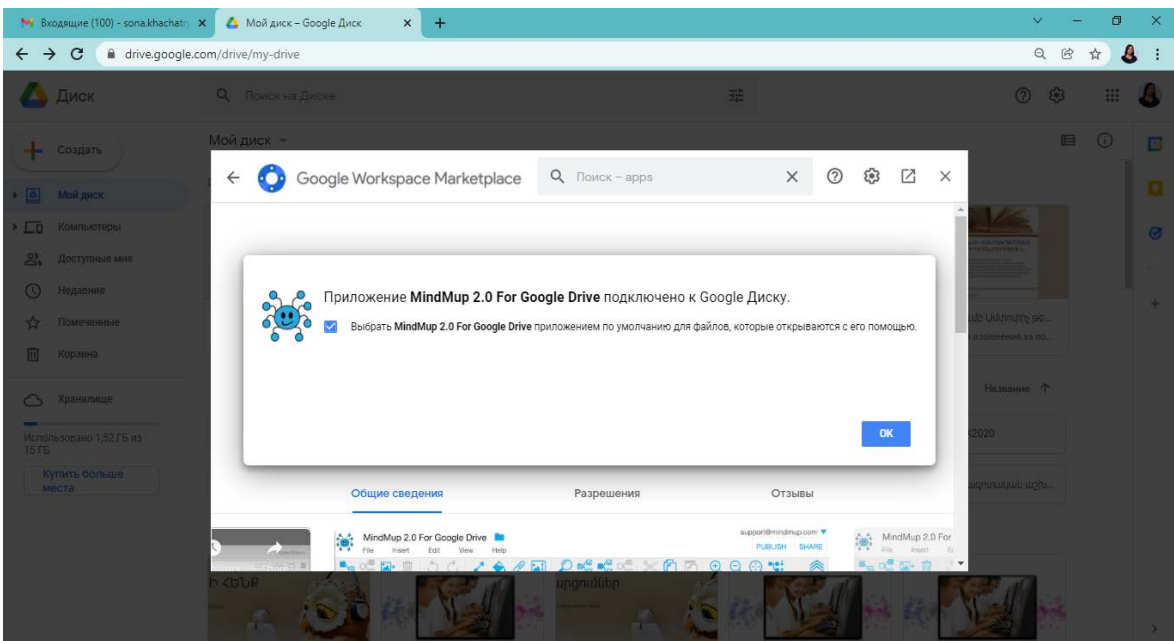 Входящие (100) - sona.khachatry
Мой диск – Google Диск
drive.google.com/drive/my-drive
Диск
Поиск на Диске
Создать
Мой диск
Мой диск
Компьютеры
Доступные мне
Недавние
Помеченные
Корзина
Хранилище
Использовано 1,52 ГБ из
15 ГБ
Купить больше
места
Google Workspace Marketplace
Поиск – apps
Приложение MindMup 2.0 For Google Drive подключено к Google Диску.
Выбрать MindMup 2.0 For Google Drive приложением по умолчанию для файлов, которые открываются с его помощью.
OK
Название
Общие сведения
Разрешения
Отзывы
MindMup 2.0 For Google Drive
File Insert Edit View Help
support@mindmup.com
PUBLISH SHARE
MindMup 2.0 For
File Insert